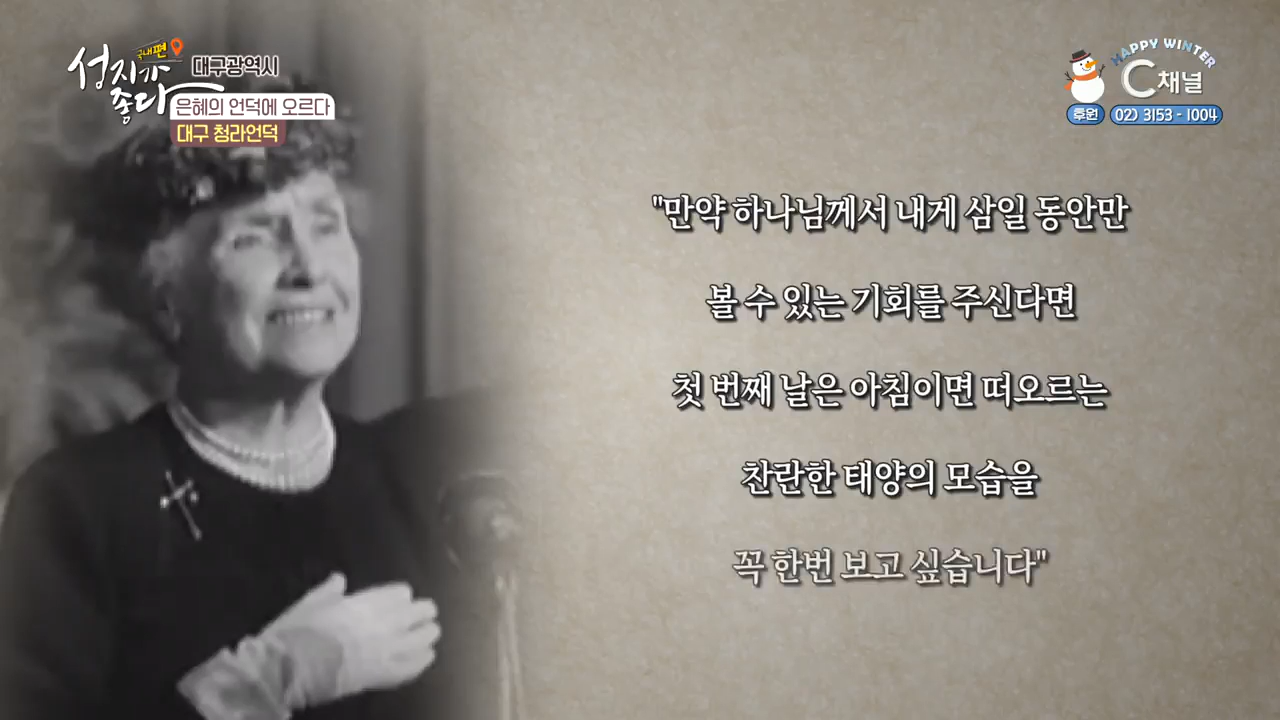 국내편
성지가
좋다
대구광역시
은혜의 언덕에 오르다
대구 청라언덕
HAPPY WINTER
C채널
후원 02) 3153-1004
"만약 하나님께서 내게 삼일 동안만
볼 수 있는 기회를 주신다면
첫 번째 날은 아침이면 떠오르는
찬란한 태양의 모습을
꼭 한번 보고 싶습니다"